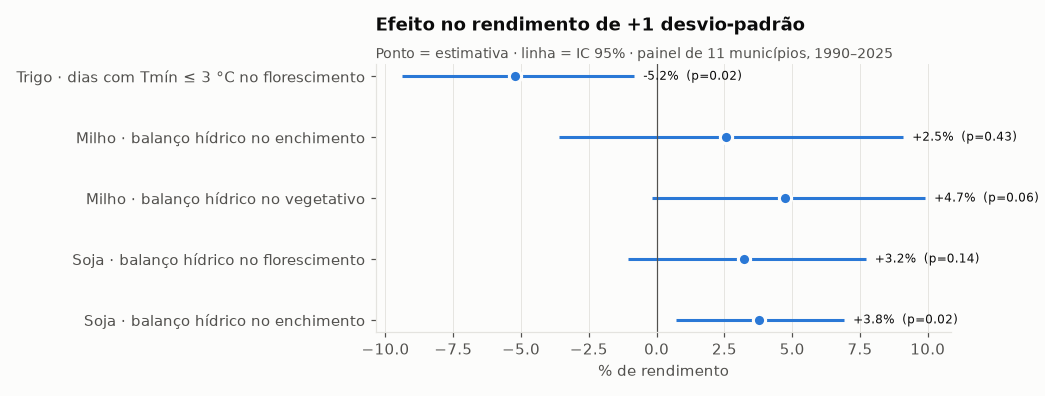 Efeito no rendimento de +1 desvio-padrão
Ponto = estimativa · linha = IC 95% · painel de 11 municípios, 1990–2025
Trigo · dias com Tmín ≤ 3 °C no florescimento
-5.2% (p=0.02)
Milho · balanço hídrico no enchimento
+2.5% (p=0.43)
Milho · balanço hídrico no vegetativo
+4.7% (p=0.06)
Soja · balanço hídrico no florescimento
+3.2% (p=0.14)
Soja · balanço hídrico no enchimento
+3.8% (p=0.02)
−10.0 −7.5 −5.0 −2.5 0.0 2.5 5.0 7.5 10.0
% de rendimento